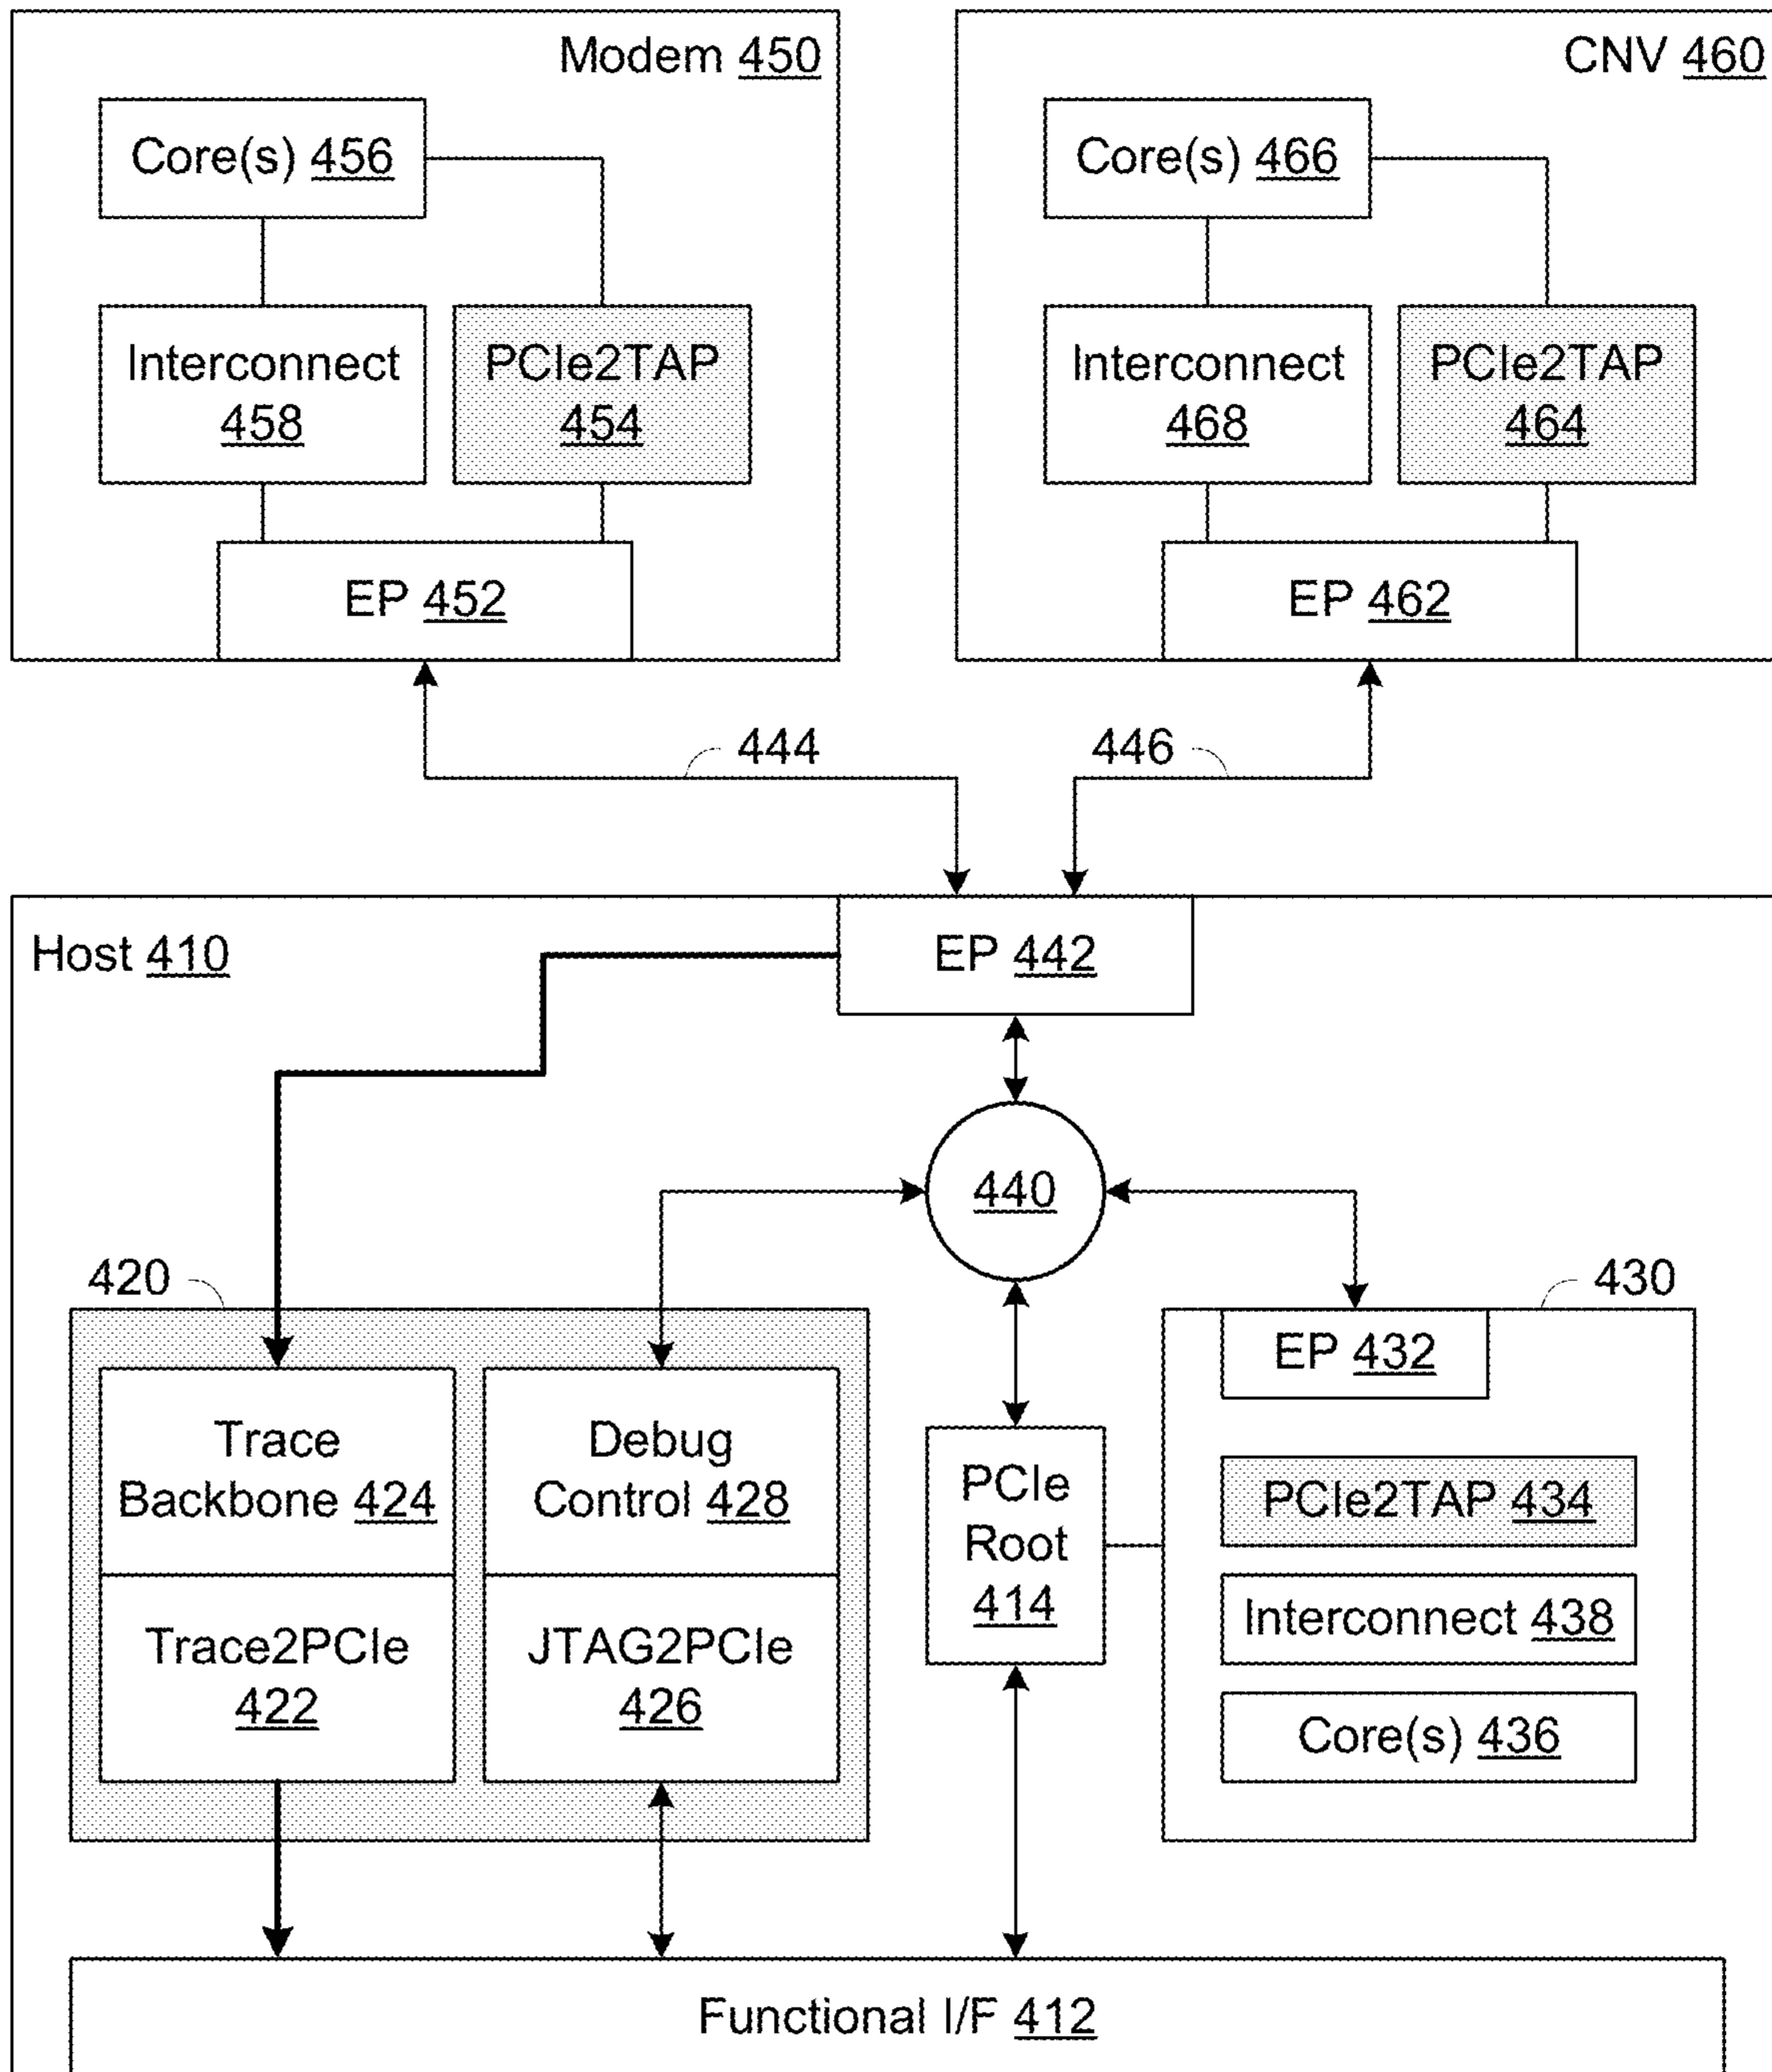 Modem 450
CNV 460
Core(s) 456
Core(s) 466
Interconnect
458
PCIe2TAP
454
Interconnect
468
PCIe2TAP
464
EP 452
EP 462
444
446
Host 410
EP 442
440
420
430
EP 432
Trace
Backbone 424
Debug
Control 428
PCIe
Root
414
PCIe2TAP 434
Interconnect 438
Core(s) 436
Trace2PCIe
422
JTAG2PCIe
426
Functional I/F 412